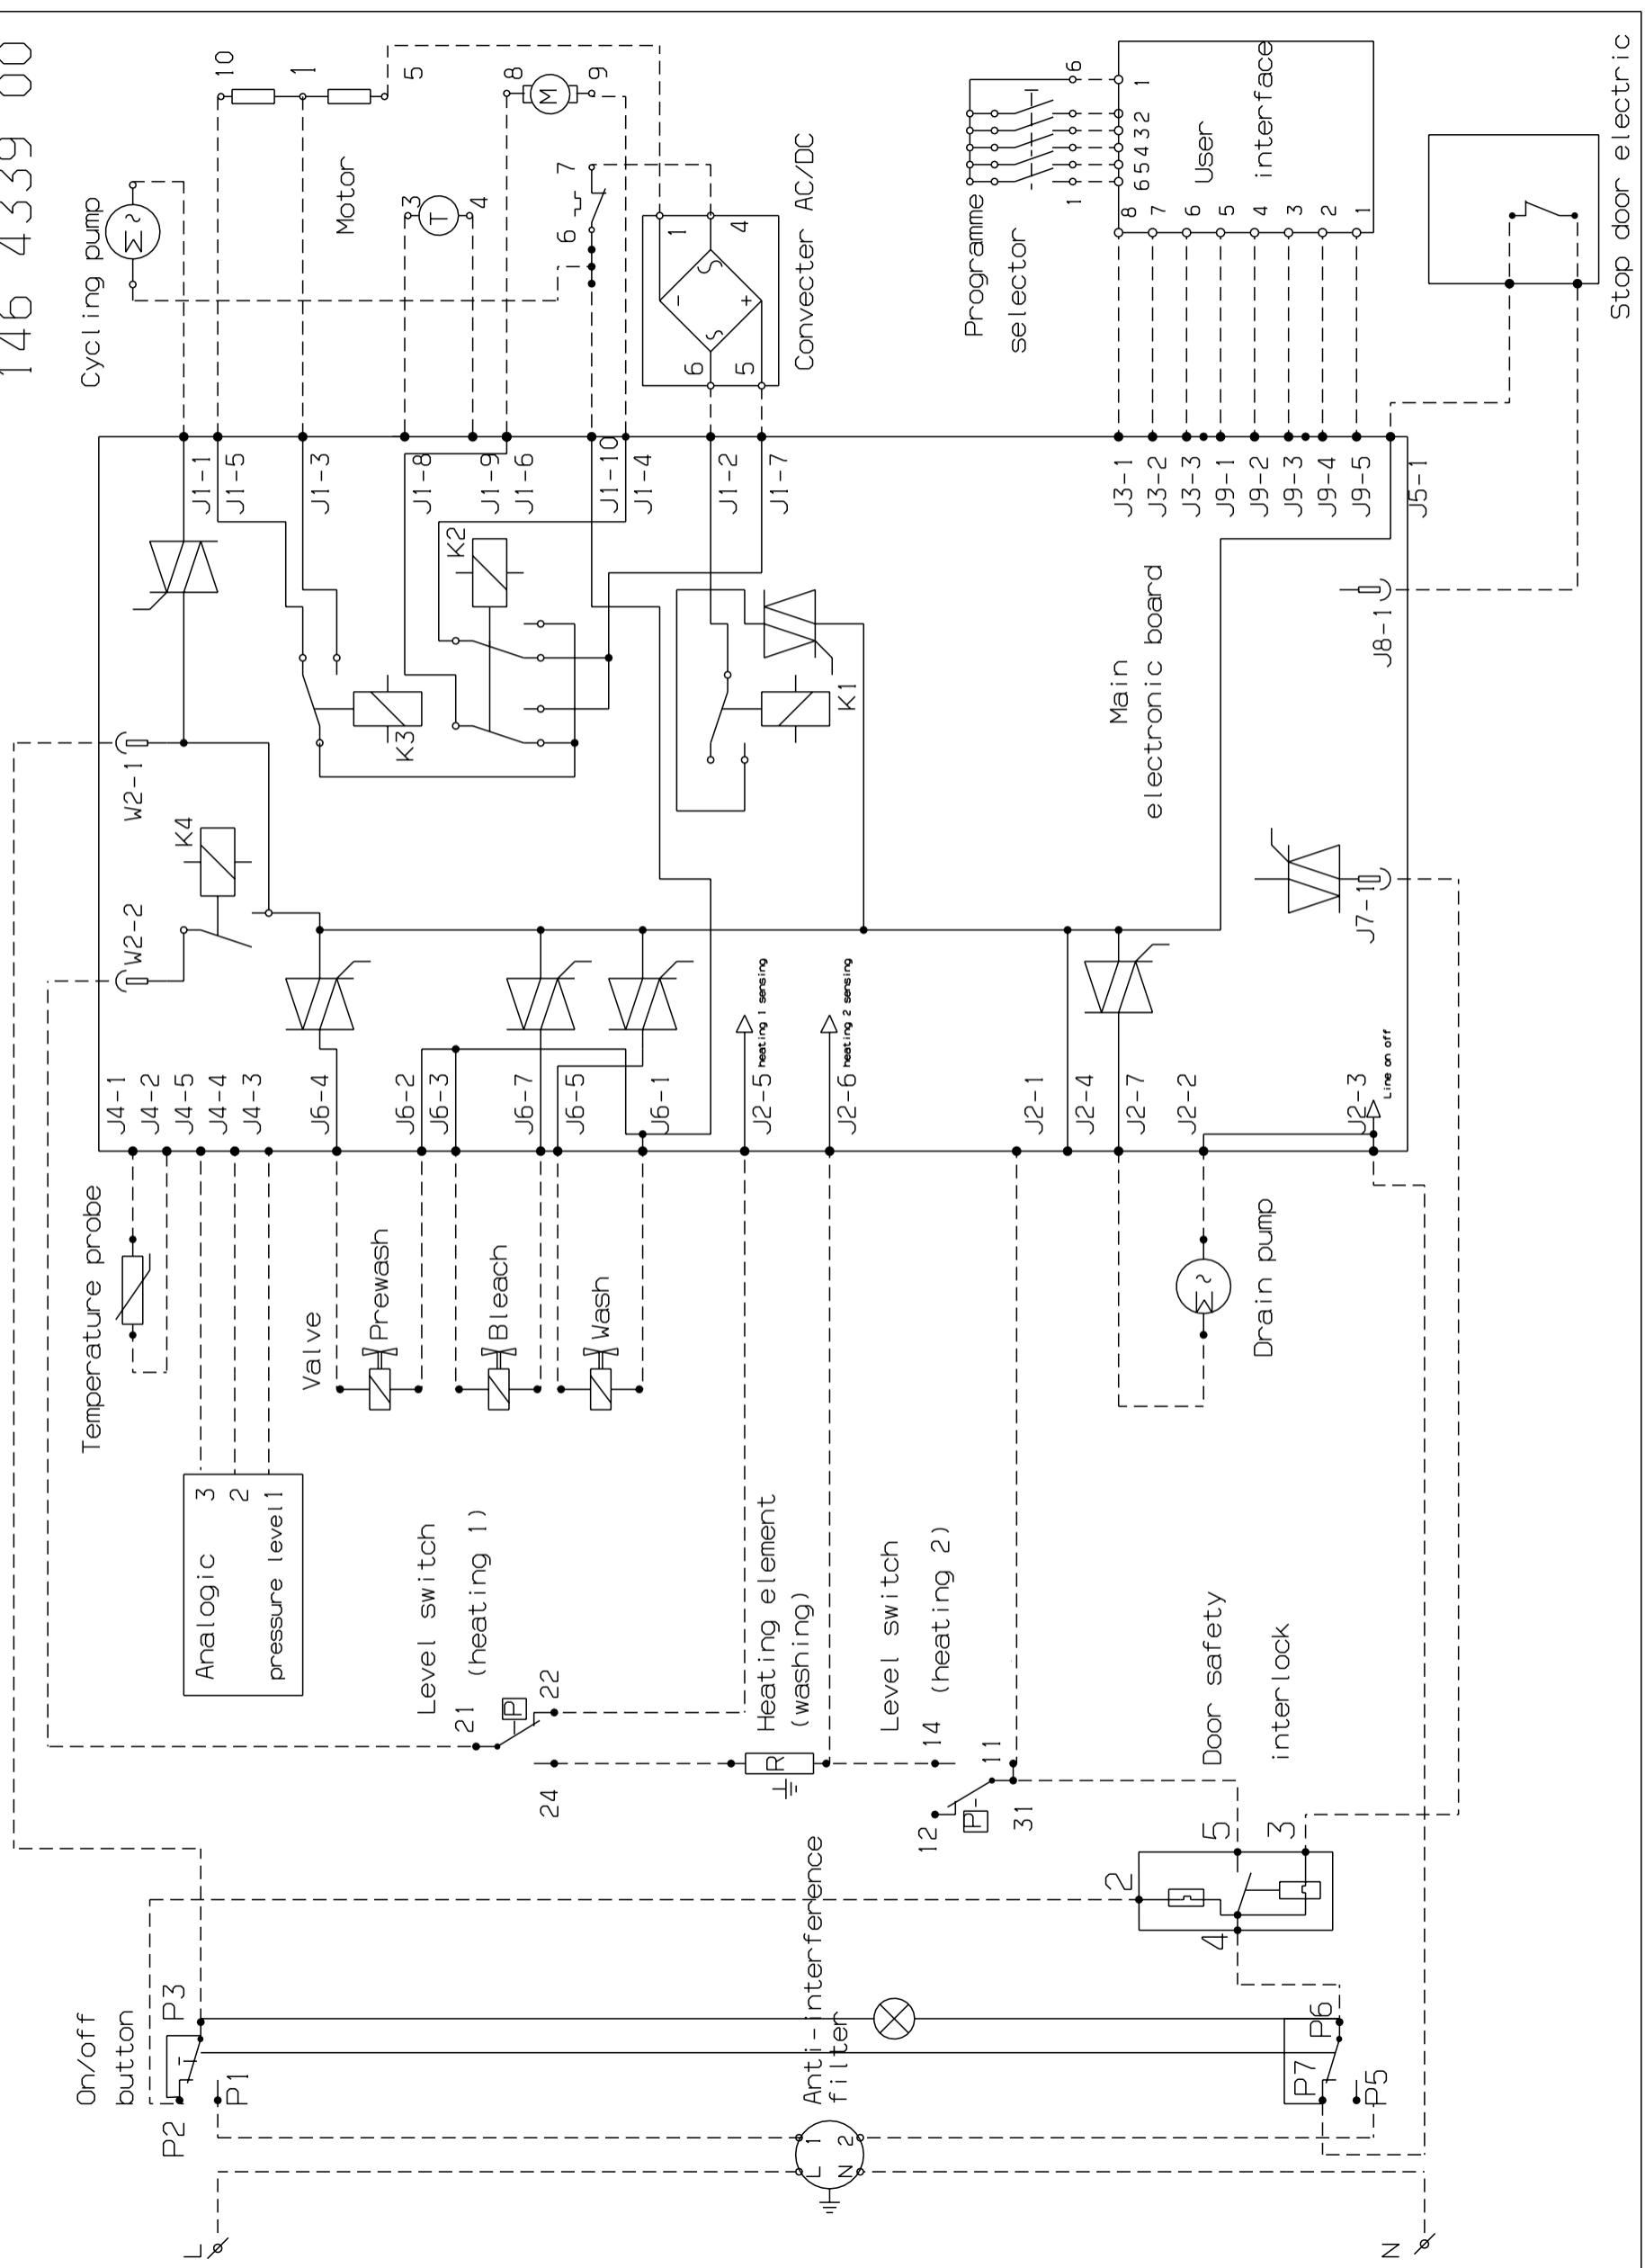 146 4339 00
Cycling pump
10
1
5
Motor
3
T
4
8
M
9
7
6
1
4
6
5
-
+
Convecter AC/DC
Programme
selector
1
6
6 5 4 3 2 1
User
interface
8
7
6
5
4
3
2
1
Stop door electric
J1-1
J1-5
J1-3
J1-8
J1-9
J1-6
J1-10
J1-4
J1-2
J1-7
J3-1
J3-2
J3-3
J9-1
J9-2
J9-3
J9-4
J9-5
J5-1
K2
K3
K1
K4
W2-1
W2-2
Main
electronic board
J8-1
J7-1
J4-1
J4-2
J4-5
J4-4
J4-3
J6-4
J6-2
J6-3
J6-7
J6-5
J6-1
J2-5
heating 1 sensing
J2-6
heating 2 sensing
J2-1
J2-4
J2-7
J2-2
J2-3
Line on off
Temperature probe
Analogic
pressure level
3
2
1
Valve
Prewash
Bleach
Wash
Drain pump
Level switch
(heating 1)
21
P
22
24
Heating element
(washing)
R
Level switch
(heating 2)
14
11
12
P
31
Door safety
interlock
2
5
3
4
On/off
button
P3
P2
P1
Anti-interference
filter
L 1
N 2
P6
P7
P5
L
N